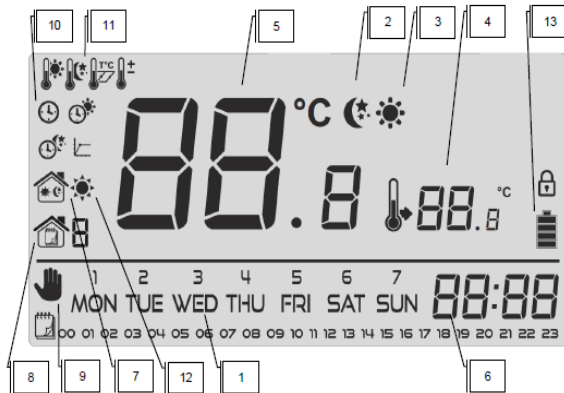 10 11 5 2 3 4 13
T°C
88.8 °C
88.8 °C
8
1 2 3 4 5 6 7
MON TUE WED THU FRI SAT SUN 88:88
00 01 02 03 04 05 06 07 08 09 10 11 12 13 14 15 16 17 18 19 20 21 22 23
8 9 7 12 1 6